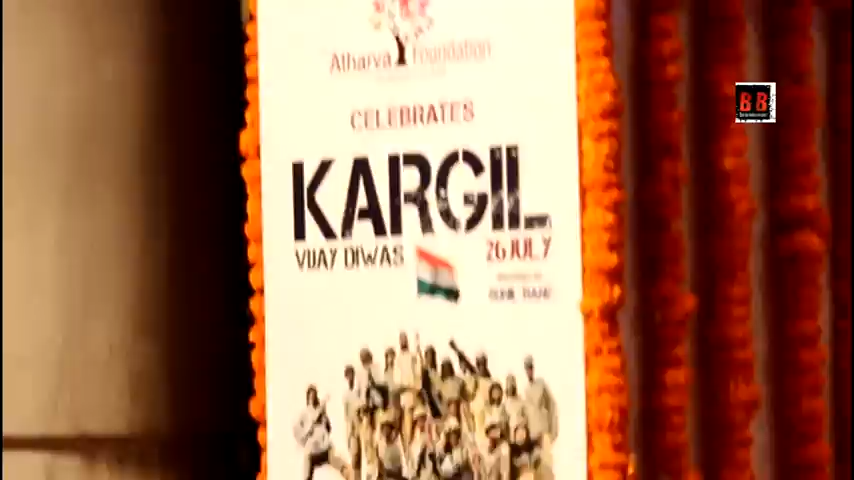 Atharva Foundation
CELEBRATES
KARGIL
VIJAY DIWAS
26 JULY
BB